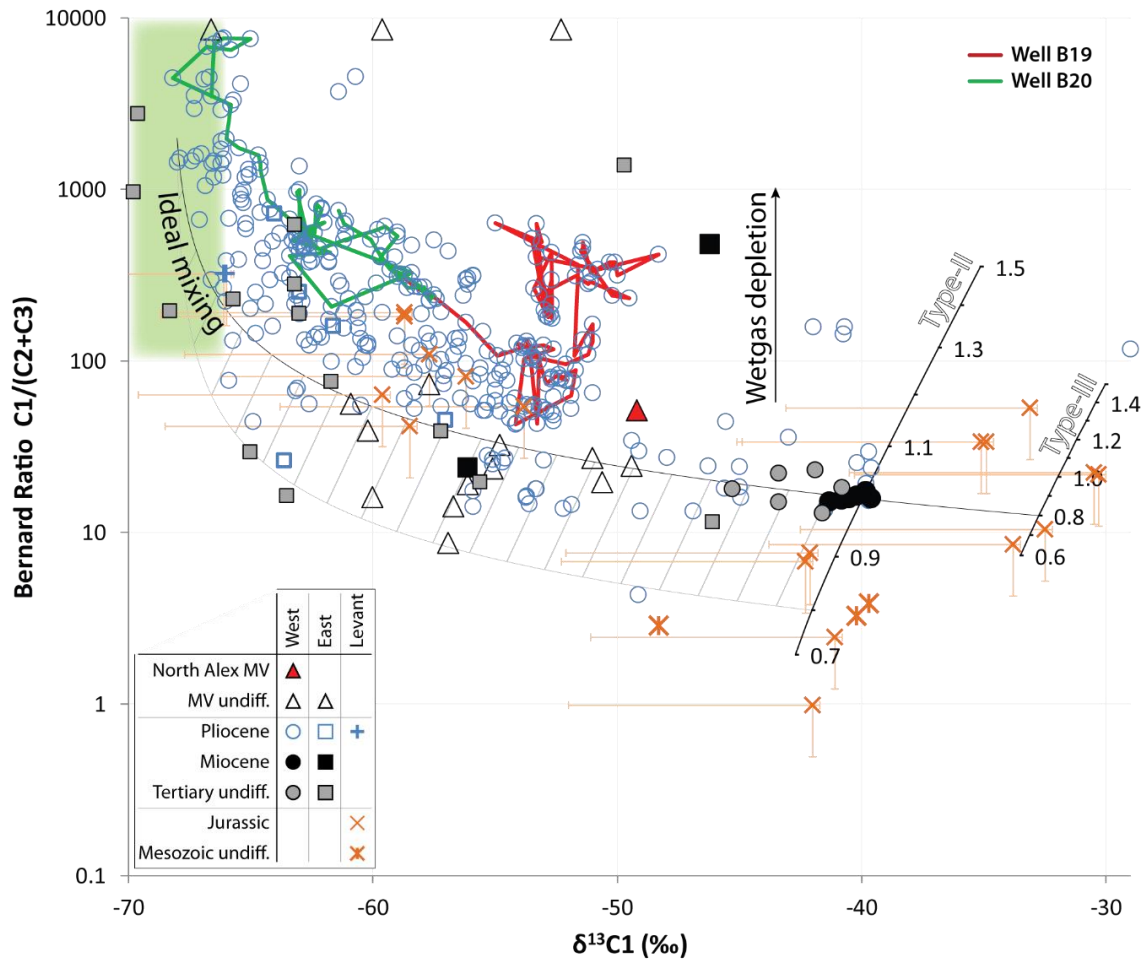 10000
1000
100
10
1
0.1
Bernard Ratio C1/(C2+C3)
Well B19
Well B20
Ideal mixing
Wetgas depletion
Type-II
1.5
1.3
1.1
0.9
0.7
Type-III
1.4
1.2
1.0
0.8
0.6
West East Levant
North Alex MV
MV undiff.
Pliocene
Miocene
Tertiary undiff.
Jurassic
Mesozoic undiff.
-70 -60 -50 -40 -30
δ¹³C1 (‰)